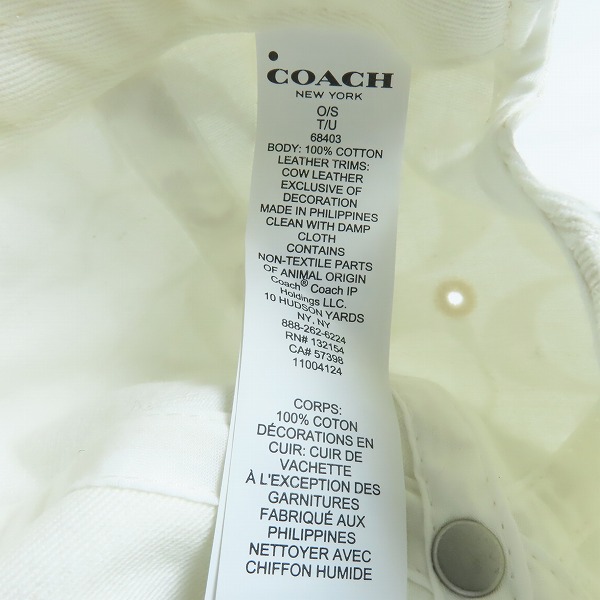 COACH
NEW YORK
O/S
T/U
68403
BODY: 100% COTTON
LEATHER TRIMS:
COW LEATHER
EXCLUSIVE OF
DECORATION
MADE IN PHILIPPINES
CLEAN WITH DAMP
CLOTH
CONTAINS
NON-TEXTILE PARTS
OF ANIMAL ORIGIN
Coach® Coach IP
Holdings LLC.
10 HUDSON YARDS
NY, NY
888-262-6224
RN# 132154
CA# 57398
11004124
CORPS:
100% COTON
DÉCORATIONS EN
CUIR: CUIR DE
VACHETTE
À L'EXCEPTION DES
GARNITURES
FABRIQUÉ AUX
PHILIPPINES
NETTOYER AVEC
CHIFFON HUMIDE